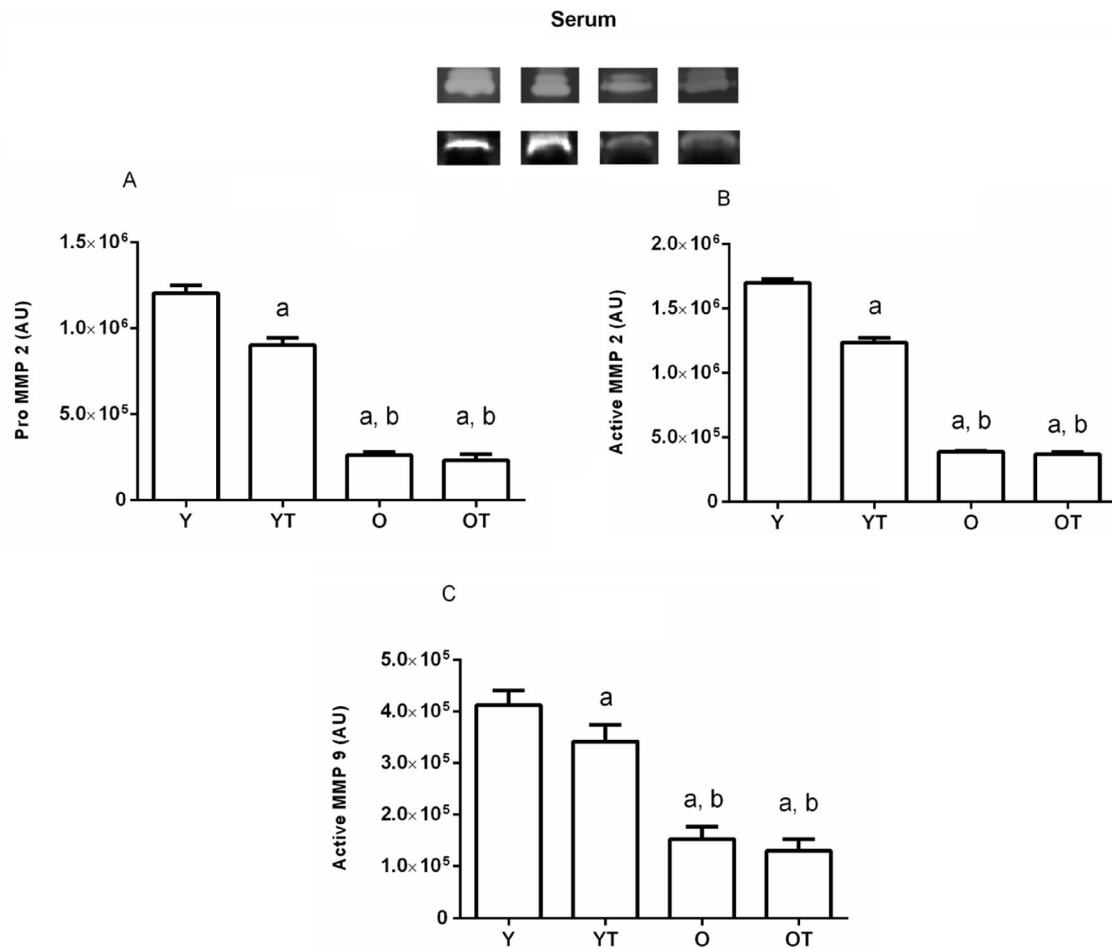 Serum
A
Pro MMP 2 (AU)
1.5×10⁶
1.0×10⁶
5.0×10⁵
0
a
a, b
a, b
Y YT O OT
B
Active MMP 2 (AU)
2.0×10⁶
1.5×10⁶
1.0×10⁶
5.0×10⁵
0
a
a, b
a, b
Y YT O OT
C
Active MMP 9 (AU)
5.0×10⁵
4.0×10⁵
3.0×10⁵
2.0×10⁵
1.0×10⁵
0
a
a, b
a, b
Y YT O OT